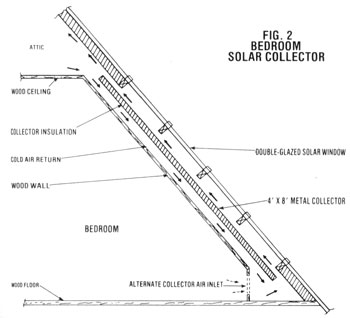 FIG. 2
BEDROOM
SOLAR COLLECTOR
ATTIC
WOOD CEILING
COLLECTOR INSULATION
COLD AIR RETURN
DOUBLE-GLAZED SOLAR WINDOW
WOOD WALL
4' X 8' METAL COLLECTOR
BEDROOM
WOOD FLOOR
ALTERNATE COLLECTOR AIR INLET